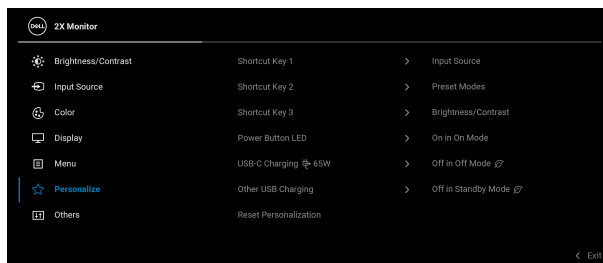 DELL 2X Monitor
Brightness/Contrast Shortcut Key 1 > Input Source
Input Source Shortcut Key 2 > Preset Modes
Color Shortcut Key 3 > Brightness/Contrast
Display Power Button LED > On in On Mode
Menu USB-C Charging 65W > Off in Off Mode
Personalize Other USB Charging > Off in Standby Mode
Others Reset Personalization
< Exit